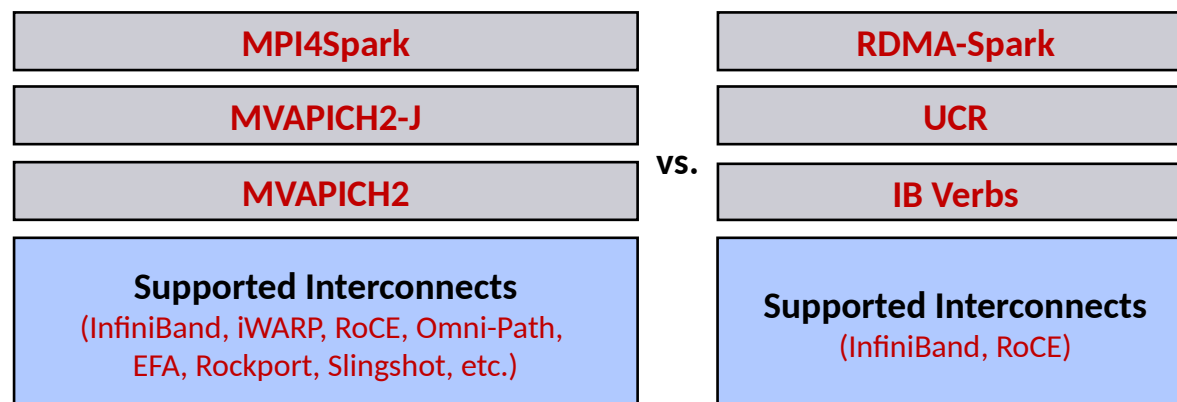 MPI4Spark
MVAPICH2-J
MVAPICH2
Supported Interconnects
(InfiniBand, iWARP, RoCE, Omni-Path,
EFA, Rockport, Slingshot, etc.)
vs.
RDMA-Spark
UCR
IB Verbs
Supported Interconnects
(InfiniBand, RoCE)